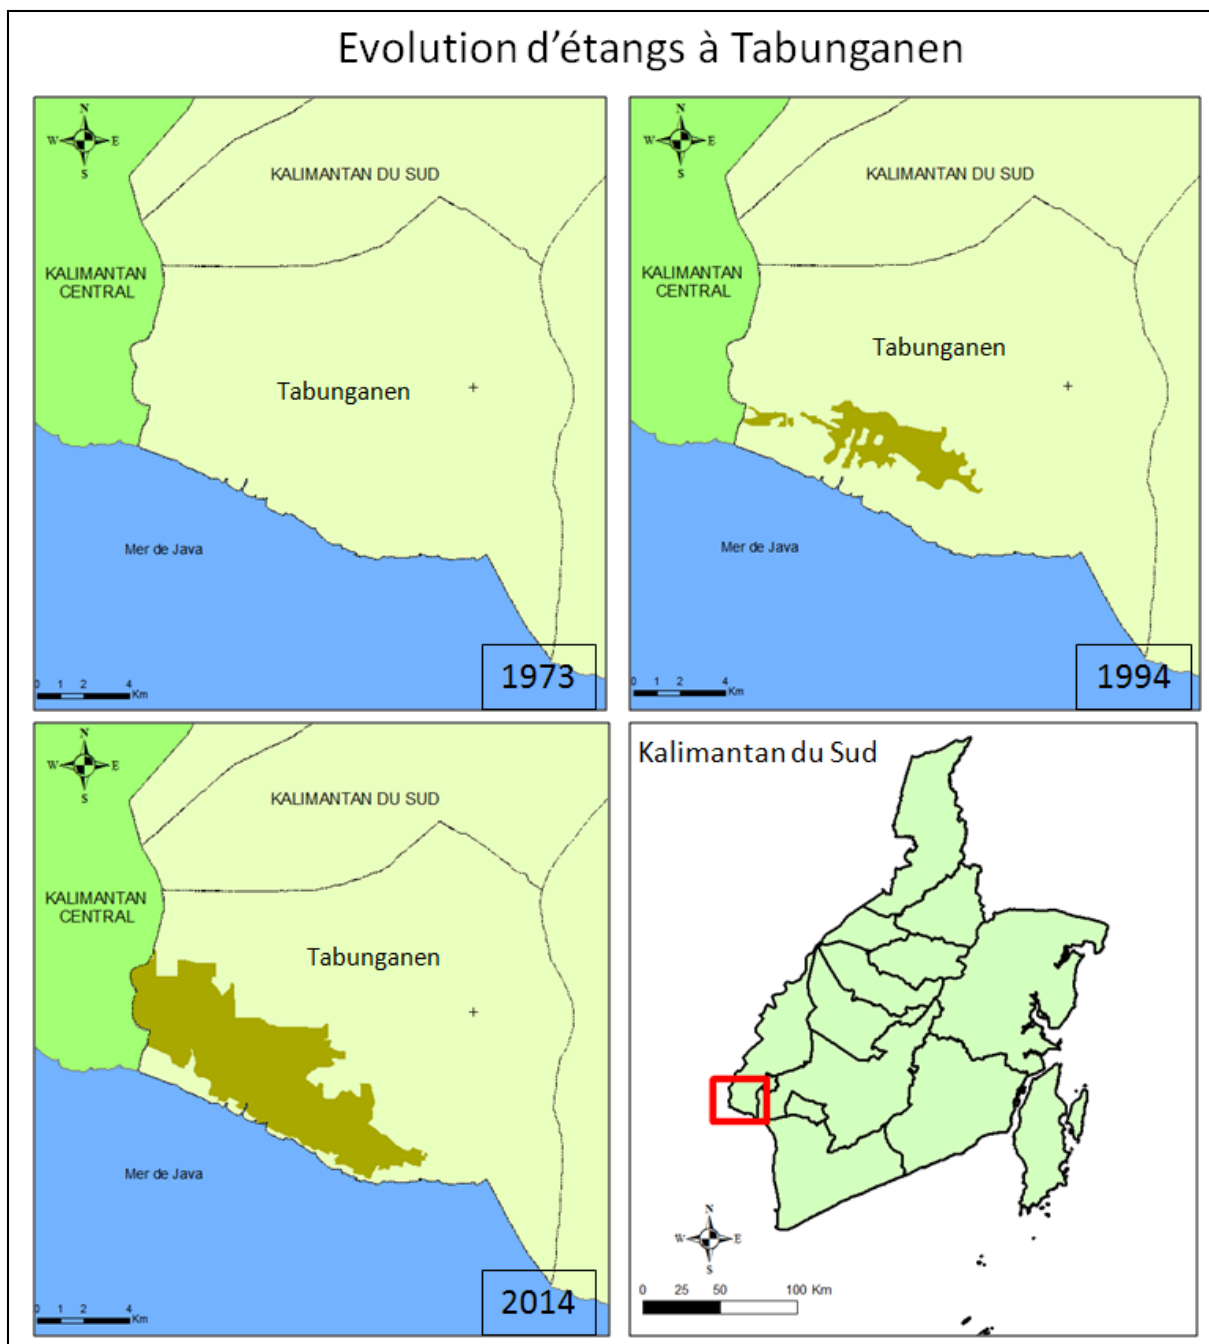 Evolution d'étangs à Tabunganen
N
W E
S
KALIMANTAN DU SUD
KALIMANTAN
CENTRAL
Tabunganen
Mer de Java
0 1 2 4
Km
1973
N
W E
S
KALIMANTAN DU SUD
KALIMANTAN
CENTRAL
Tabunganen
Mer de Java
0 1 2 4
Km
1994
N
W E
S
KALIMANTAN DU SUD
KALIMANTAN
CENTRAL
Tabunganen
Mer de Java
0 1 2 4
Km
2014
Kalimantan du Sud
N
W E
S
0 25 50 100 Km